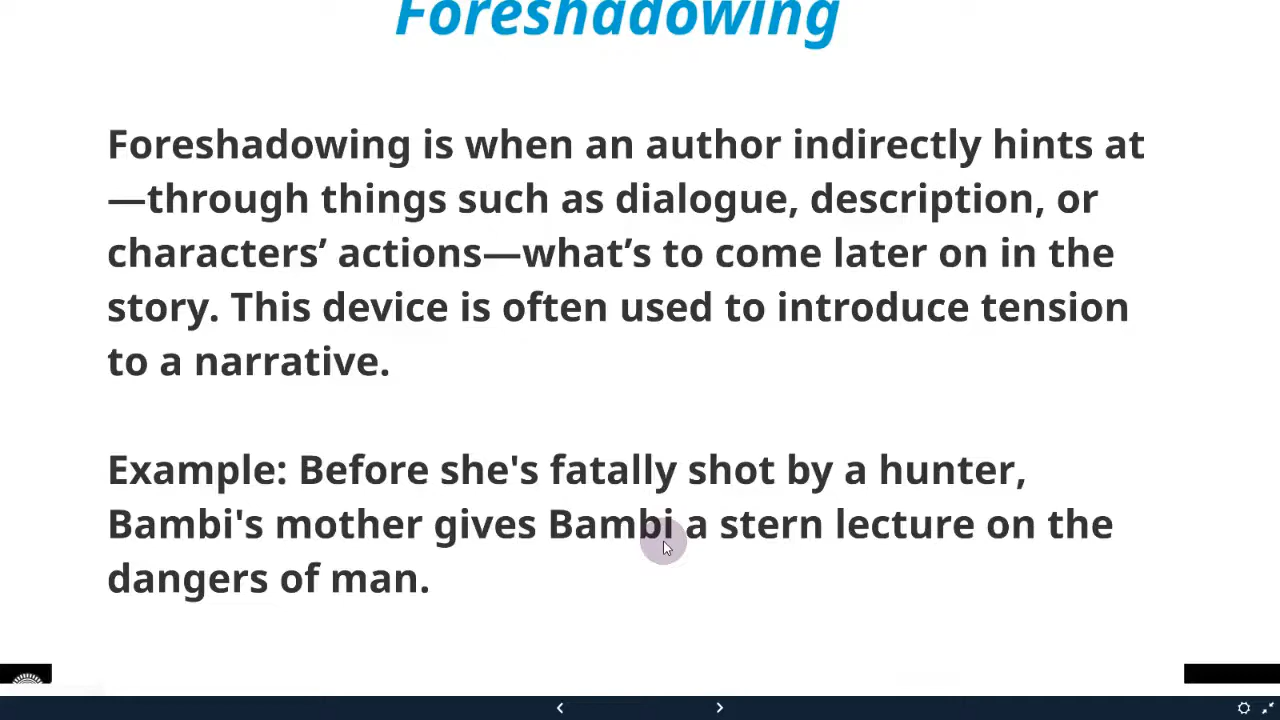 Foreshadowing
Foreshadowing is when an author indirectly hints at
—through things such as dialogue, description, or
characters’ actions—what’s to come later on in the
story. This device is often used to introduce tension
to a narrative.
Example: Before she's fatally shot by a hunter,
Bambi's mother gives Bambi a stern lecture on the
dangers of man.